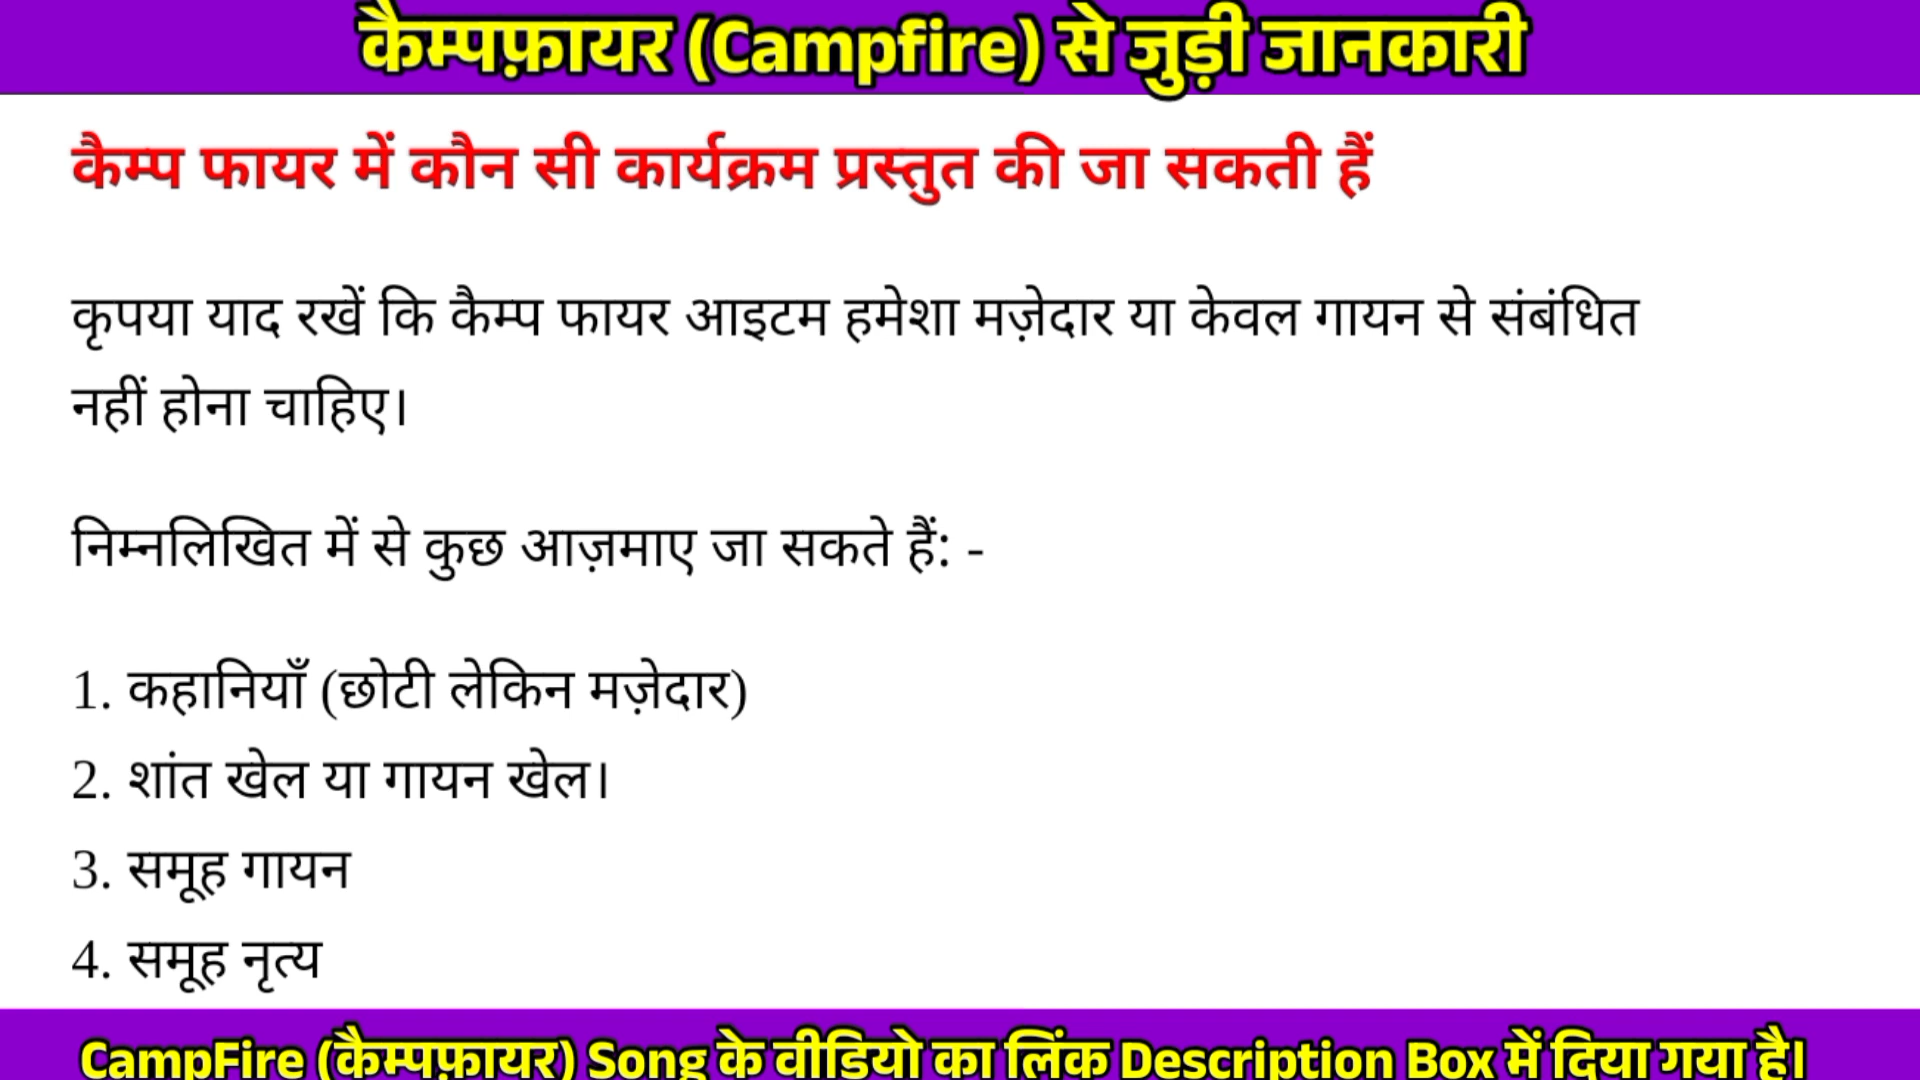 कैम्पफ़ायर (Campfire) से जुड़ी जानकारी
कैम्प फायर में कौन सी कार्यक्रम प्रस्तुत की जा सकती हैं
कृपया याद रखें कि कैम्प फायर आइटम हमेशा मज़ेदार या केवल गायन से संबंधित
नहीं होना चाहिए।
निम्नलिखित में से कुछ आज़माए जा सकते हैं: -
1. कहानियाँ (छोटी लेकिन मज़ेदार)
2. शांत खेल या गायन खेल।
3. समूह गायन
4. समूह नृत्य
CampFire (कैम्पफ़ायर) Song के वीडियो का लिंक Description Box में दिया गया है।